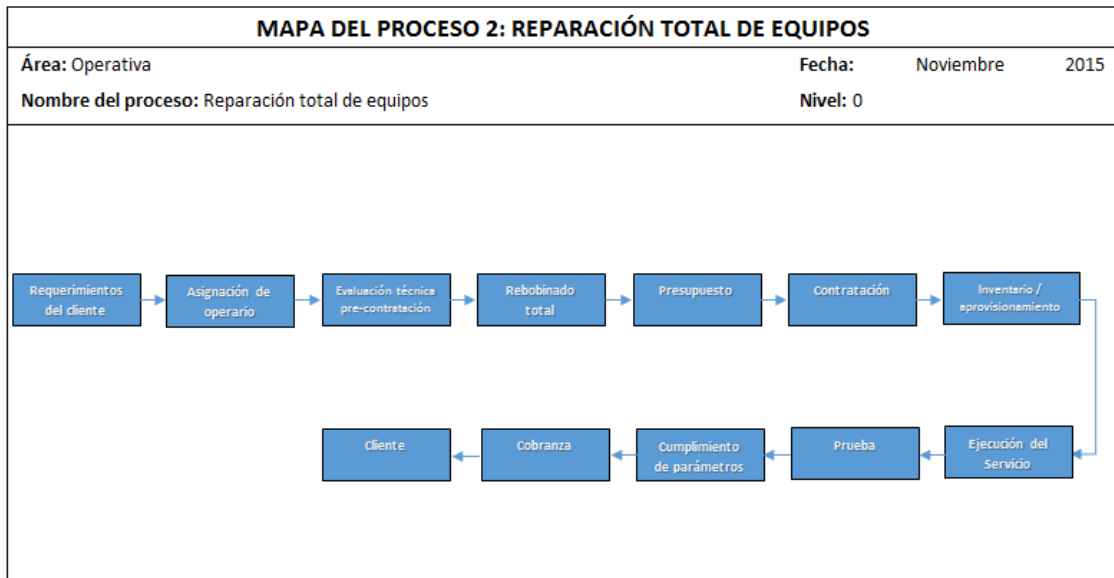 MAPA DEL PROCESO 2: REPARACIÓN TOTAL DE EQUIPOS
Área: Operativa
Fecha: Noviembre 2015
Nombre del proceso: Reparación total de equipos
Nivel: 0
Requerimientos
del cliente
Asignación de
operario
Evaluación técnica
pre-contratación
Rebobinado
total
Presupuesto
Contratación
Inventario /
aprovisionamiento
Cliente
Cobranza
Cumplimiento
de parámetros
Prueba
Ejecución del
Servicio